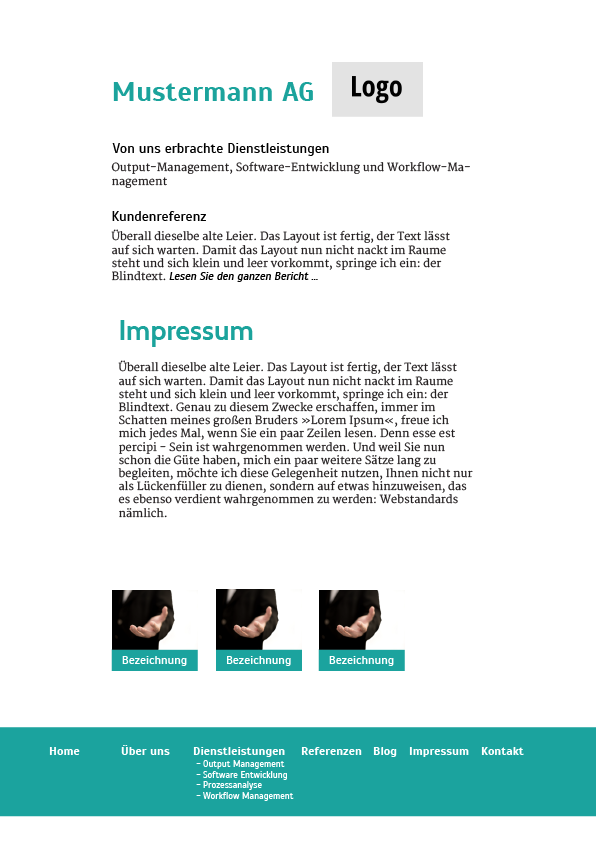 Mustermann AG
Logo
Von uns erbrachte Dienstleistungen
Output-Management, Software-Entwicklung und Workflow-Ma-
nagement
Kundenreferenz
Überall dieselbe alte Leier. Das Layout ist fertig, der Text lässt
auf sich warten. Damit das Layout nun nicht nackt im Raume
steht und sich klein und leer vorkommt, springe ich ein: der
Blindtext. Lesen Sie den ganzen Bericht ...
Impressum
Überall dieselbe alte Leier. Das Layout ist fertig, der Text lässt
auf sich warten. Damit das Layout nun nicht nackt im Raume
steht und sich klein und leer vorkommt, springe ich ein: der
Blindtext. Genau zu diesem Zwecke erschaffen, immer im
Schatten meines großen Bruders »Lorem Ipsum«, freue ich
mich jedes Mal, wenn Sie ein paar Zeilen lesen. Denn esse est
percipi - Sein ist wahrgenommen werden. Und weil Sie nun
schon die Güte haben, mich ein paar weitere Sätze lang zu
begleiten, möchte ich diese Gelegenheit nutzen, Ihnen nicht nur
als Lückenfüller zu dienen, sondern auf etwas hinzuweisen, das
es ebenso verdient wahrgenommen zu werden: Webstandards
nämlich.
Bezeichnung
Bezeichnung
Bezeichnung
Home Über uns Dienstleistungen Referenzen Blog Impressum Kontakt
- Output Management
- Software Entwicklung
- Prozessanalyse
- Workflow Management